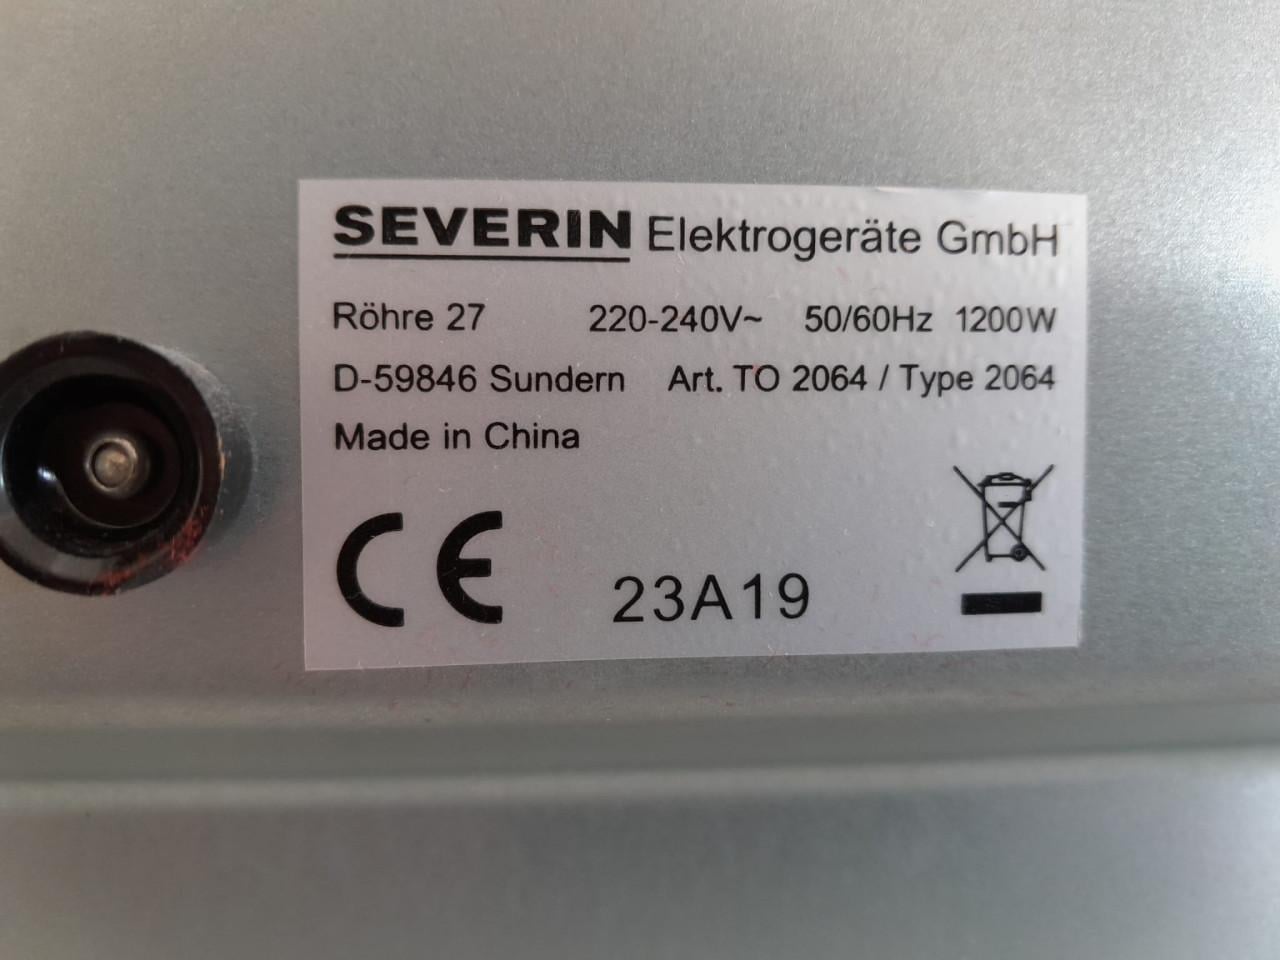 SEVERIN Elektrogeräte GmbH
Röhre 27 220-240V~ 50/60Hz 1200W
D-59846 Sundern Art. TO 2064 / Type 2064
Made in China
CE 23A19